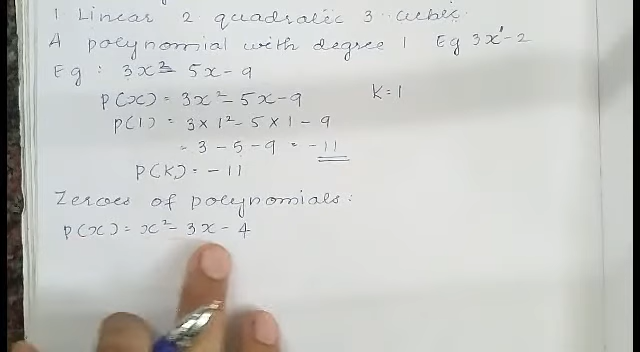 1 Linear 2 quadratic 3 cubic
A polynomial with degree 1 Eg 3x¹-2
Eg : 3x² - 5x - 9
P(x) = 3x² - 5x - 9 K = 1
P(1) = 3 × 1² - 5 × 1 - 9
= 3 - 5 - 9 = -11
P(K) = -11
Zeroes of polynomials :
P(x) = x² - 3x - 4